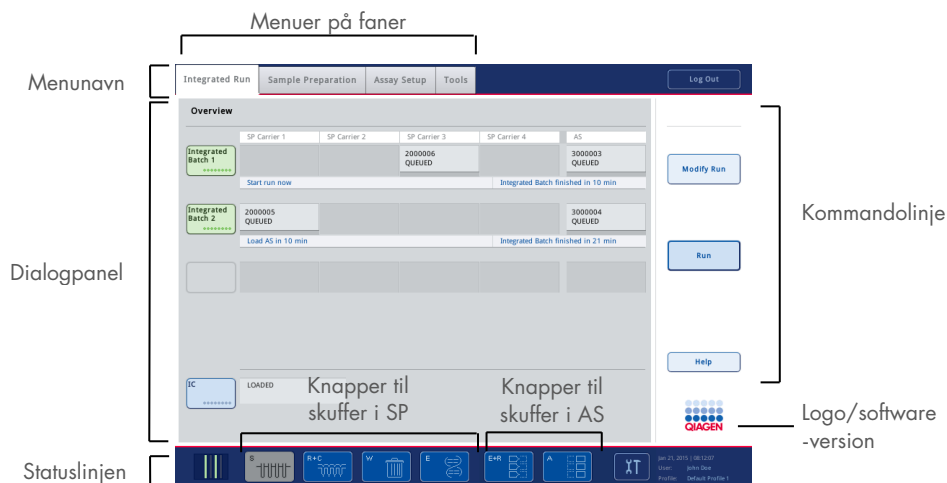 Menuer på faner
Menunavn
Integrated Run
Sample Preparation
Assay Setup
Tools
Log Out
Overview
SP Carrier 1
SP Carrier 2
SP Carrier 3
SP Carrier 4
AS
Integrated
Batch 1
2000006
QUEUED
3000003
QUEUED
Start run now
Integrated Batch finished in 10 min
Modify Run
Integrated
Batch 2
2000005
QUEUED
3000004
QUEUED
Load AS in 10 min
Integrated Batch finished in 21 min
Run
Kommandolinje
Dialogpanel
Help
IC
LOADED
Knapper til
skuffer i SP
Knapper til
skuffer i AS
QIAGEN
Logo/software
-version
Statuslinjen
S
R+C
W
E
E+R
A
Jan 21, 2015 | 08:12:07
User: John Doe
Profile: Default Profile 1